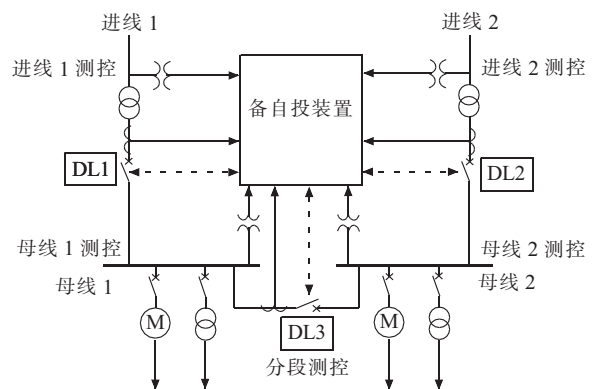 进线 1
进线 2
进线 1 测控
进线 2 测控
备自投装置
DL1
DL2
母线 1 测控
母线 2 测控
母线 1
母线 2
M
M
DL3
分段测控